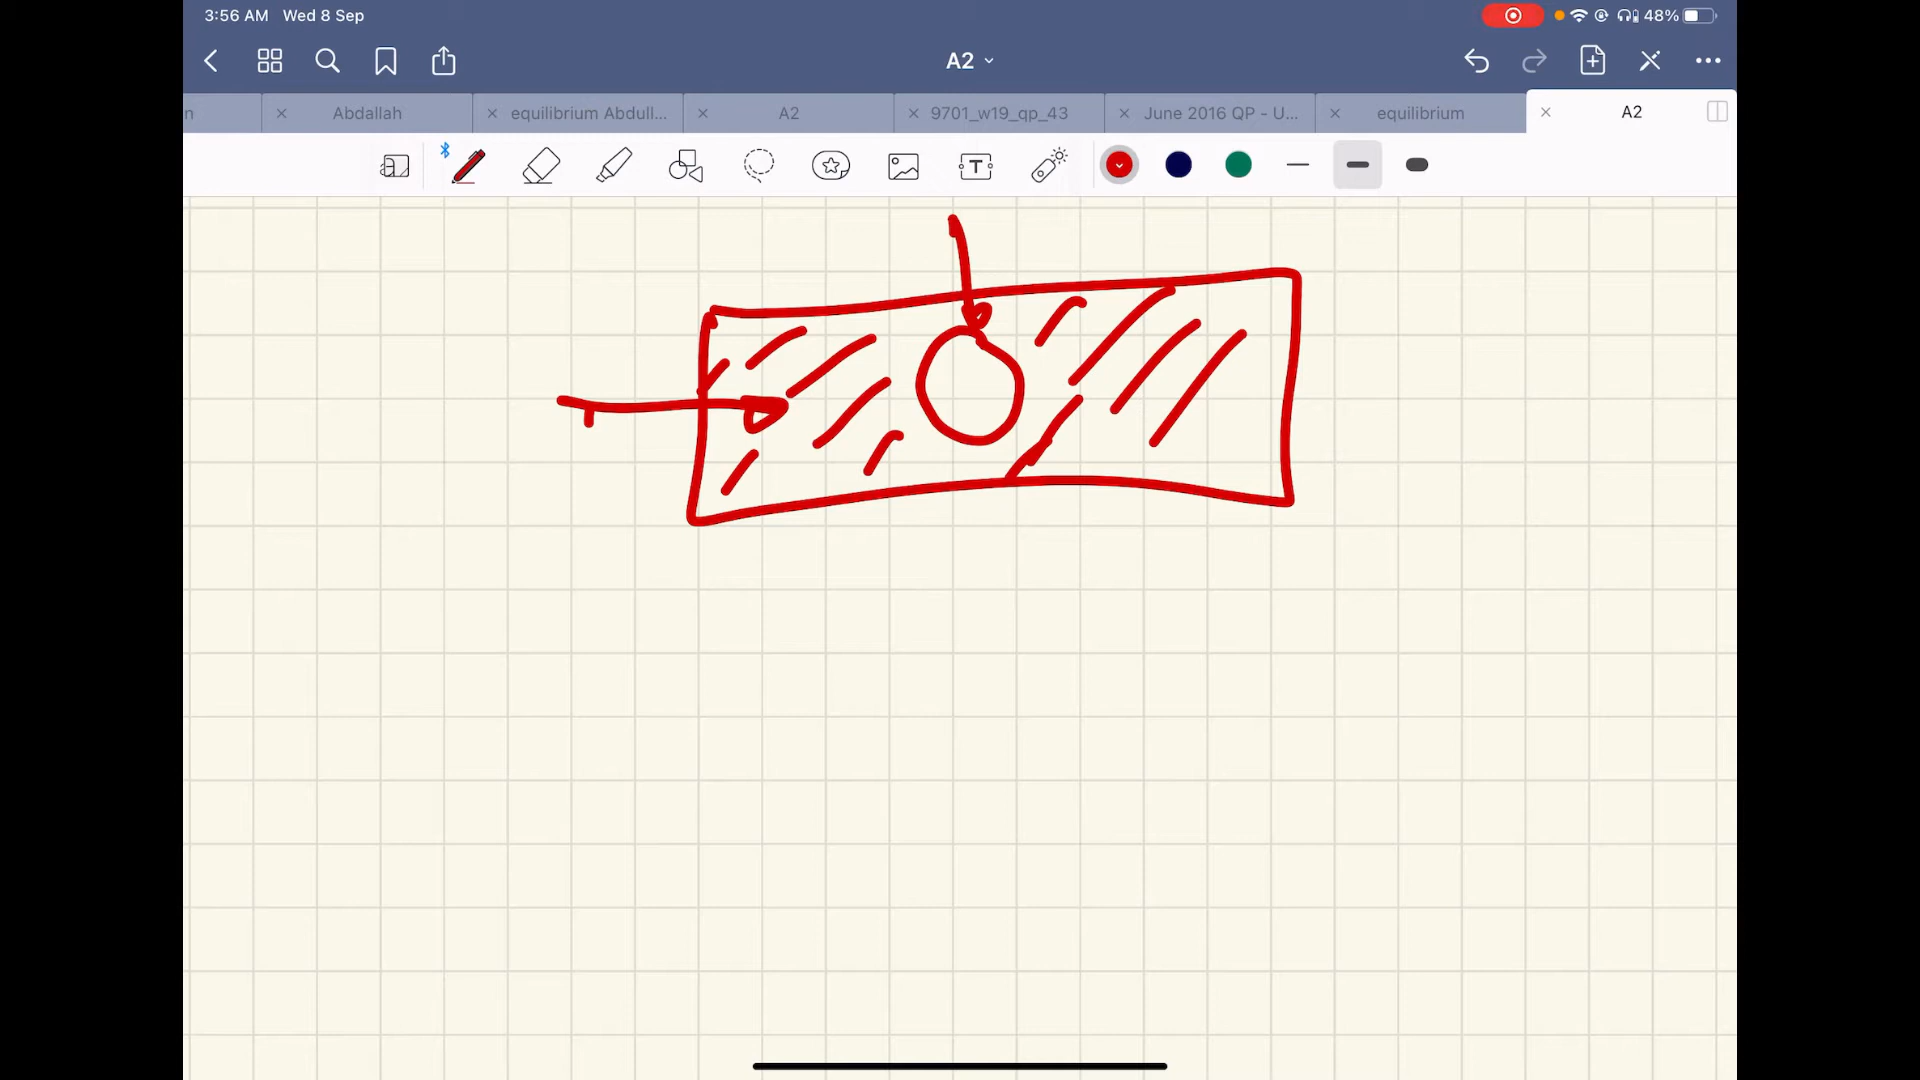 3:56 AM Wed 8 Sep 48%
A2
n Abdallah equilibrium Abdull... A2 9701_w19_qp_43 June 2016 QP - U... equilibrium A2